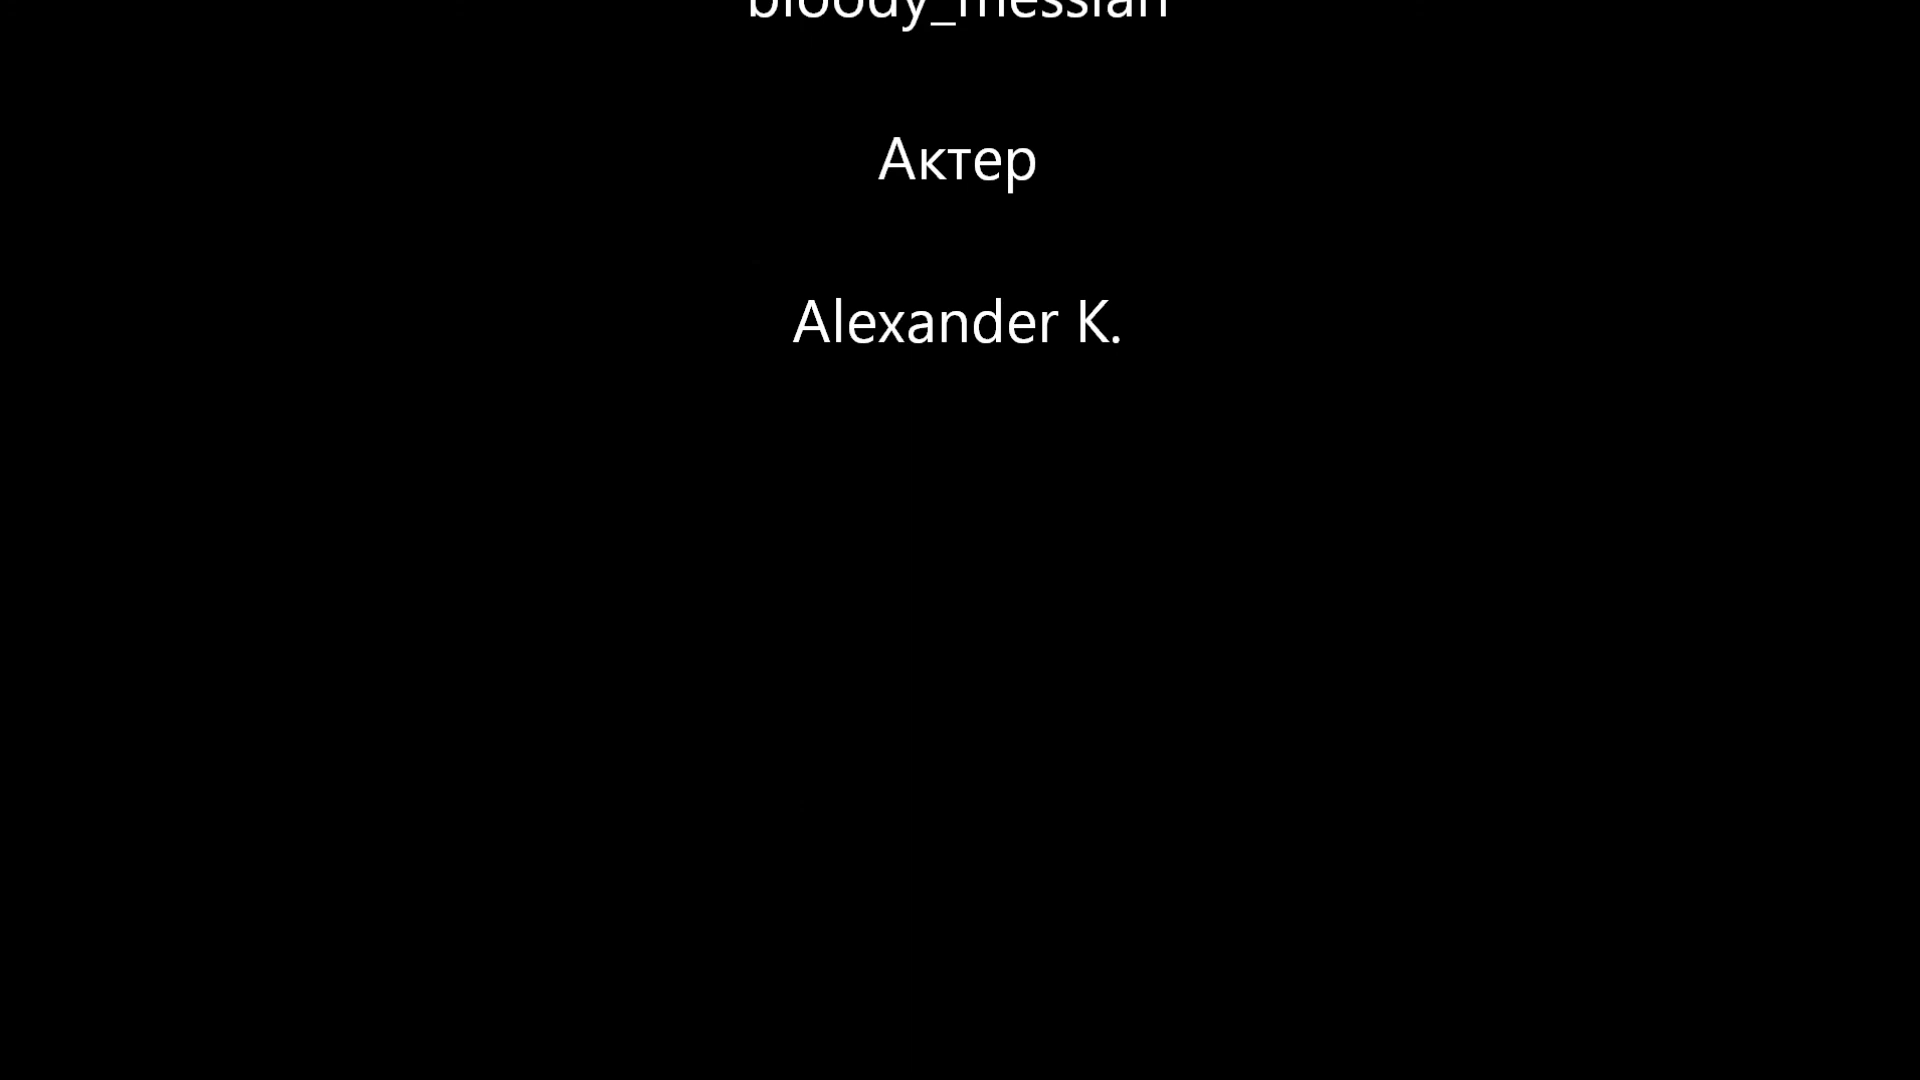 bloody_messiah
Актер
Alexander K.